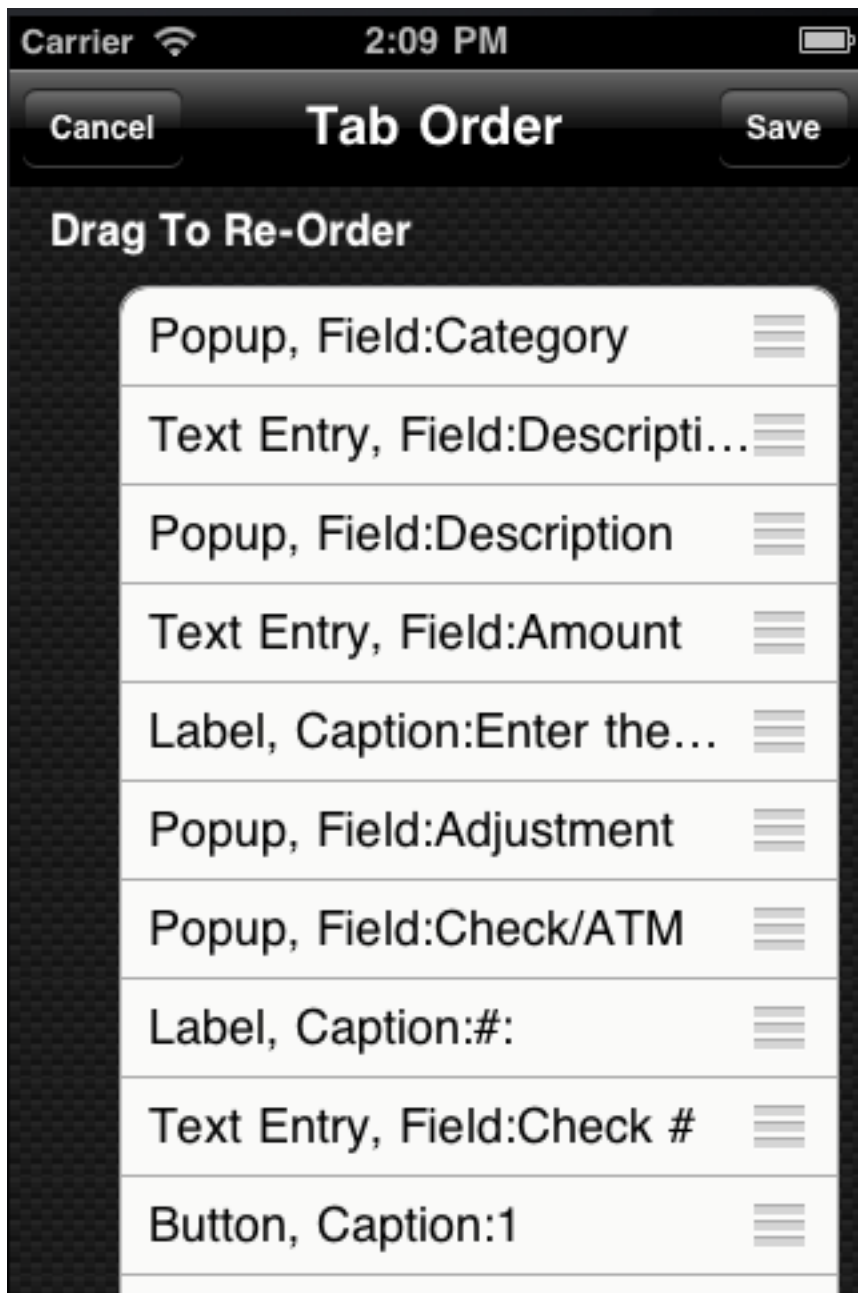 Carrier 2:09 PM
Cancel Tab Order Save
Drag To Re-Order
Popup, Field:Category
Text Entry, Field:Descripti...
Popup, Field:Description
Text Entry, Field:Amount
Label, Caption:Enter the...
Popup, Field:Adjustment
Popup, Field:Check/ATM
Label, Caption:#:
Text Entry, Field:Check #
Button, Caption:1